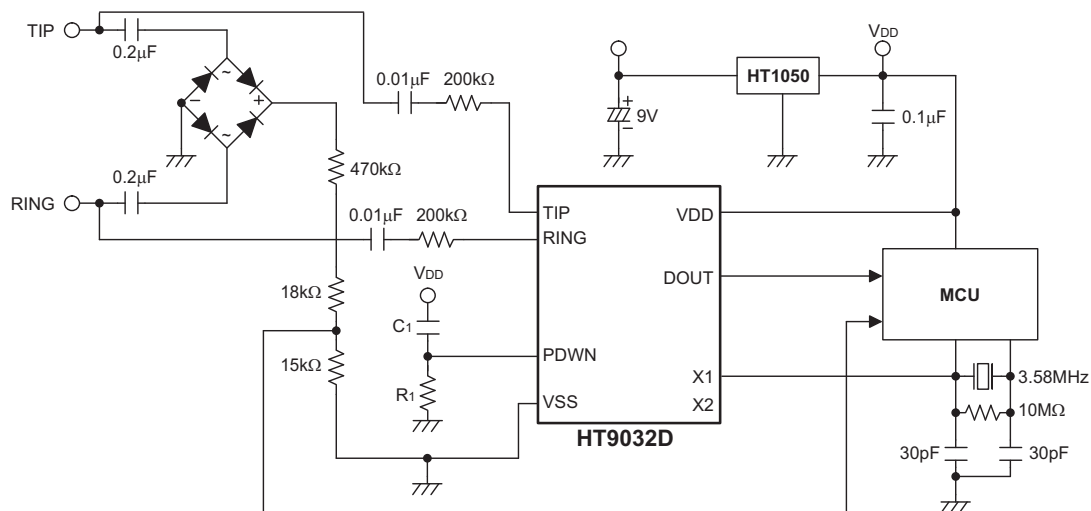 TIP
0.2μF
~
−
+
~
0.2μF
RING
0.01μF
200kΩ
470kΩ
0.01μF
200kΩ
VDD
C1
R1
18kΩ
15kΩ
HT1050
VDD
+
−
9V
0.1μF
TIP
RING
PDWN
VSS
VDD
DOUT
X1
X2
HT9032D
MCU
3.58MHz
10MΩ
30pF
30pF